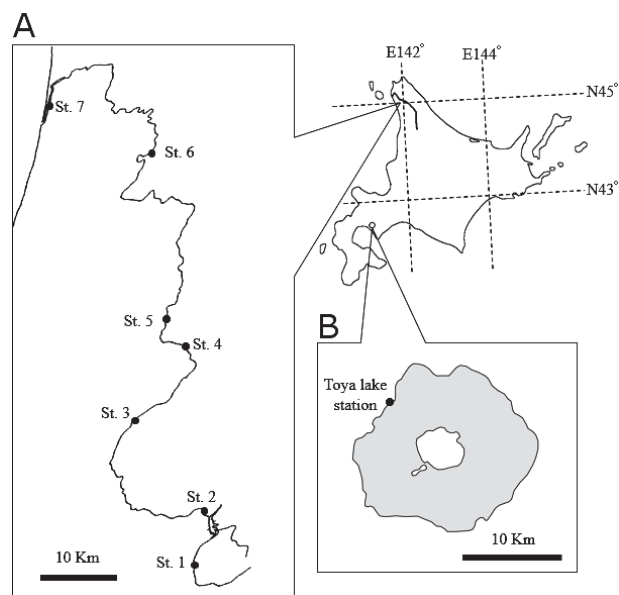 A
E142°
E144°
N45°
St. 7
St. 6
N43°
St. 5
St. 4
B
Toya lake
station
St. 3
St. 2
St. 1
10 Km
10 Km